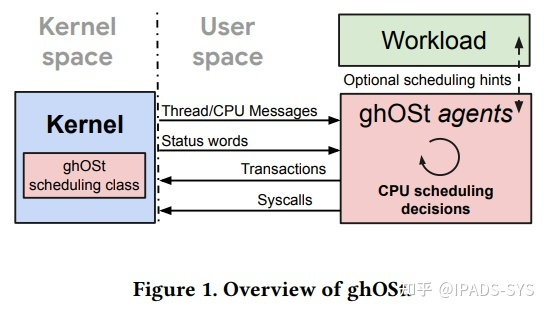 Kernel
space
User
space
Workload
Optional scheduling hints
Kernel
ghOSt
scheduling class
Thread/CPU Messages
Status words
Transactions
Syscalls
ghOSt agents
CPU scheduling
decisions
Figure 1. Overview of ghOSt.
知乎 @IPADS-SYS